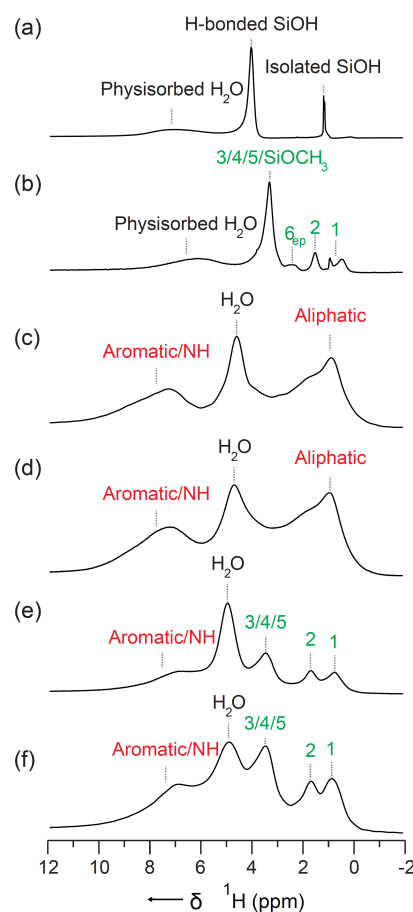 (a)
H-bonded SiOH
Isolated SiOH
Physisorbed H2O
3/4/5/SiOCH3
(b)
Physisorbed H2O
6ep
2
1
(c)
H2O
Aliphatic
Aromatic/NH
(d)
H2O
Aliphatic
Aromatic/NH
H2O
(e)
3/4/5
Aromatic/NH
2
1
H2O
(f)
Aromatic/NH
3/4/5
2
1
12 10 8 6 4 2 0 -2
← δ 1H (ppm)